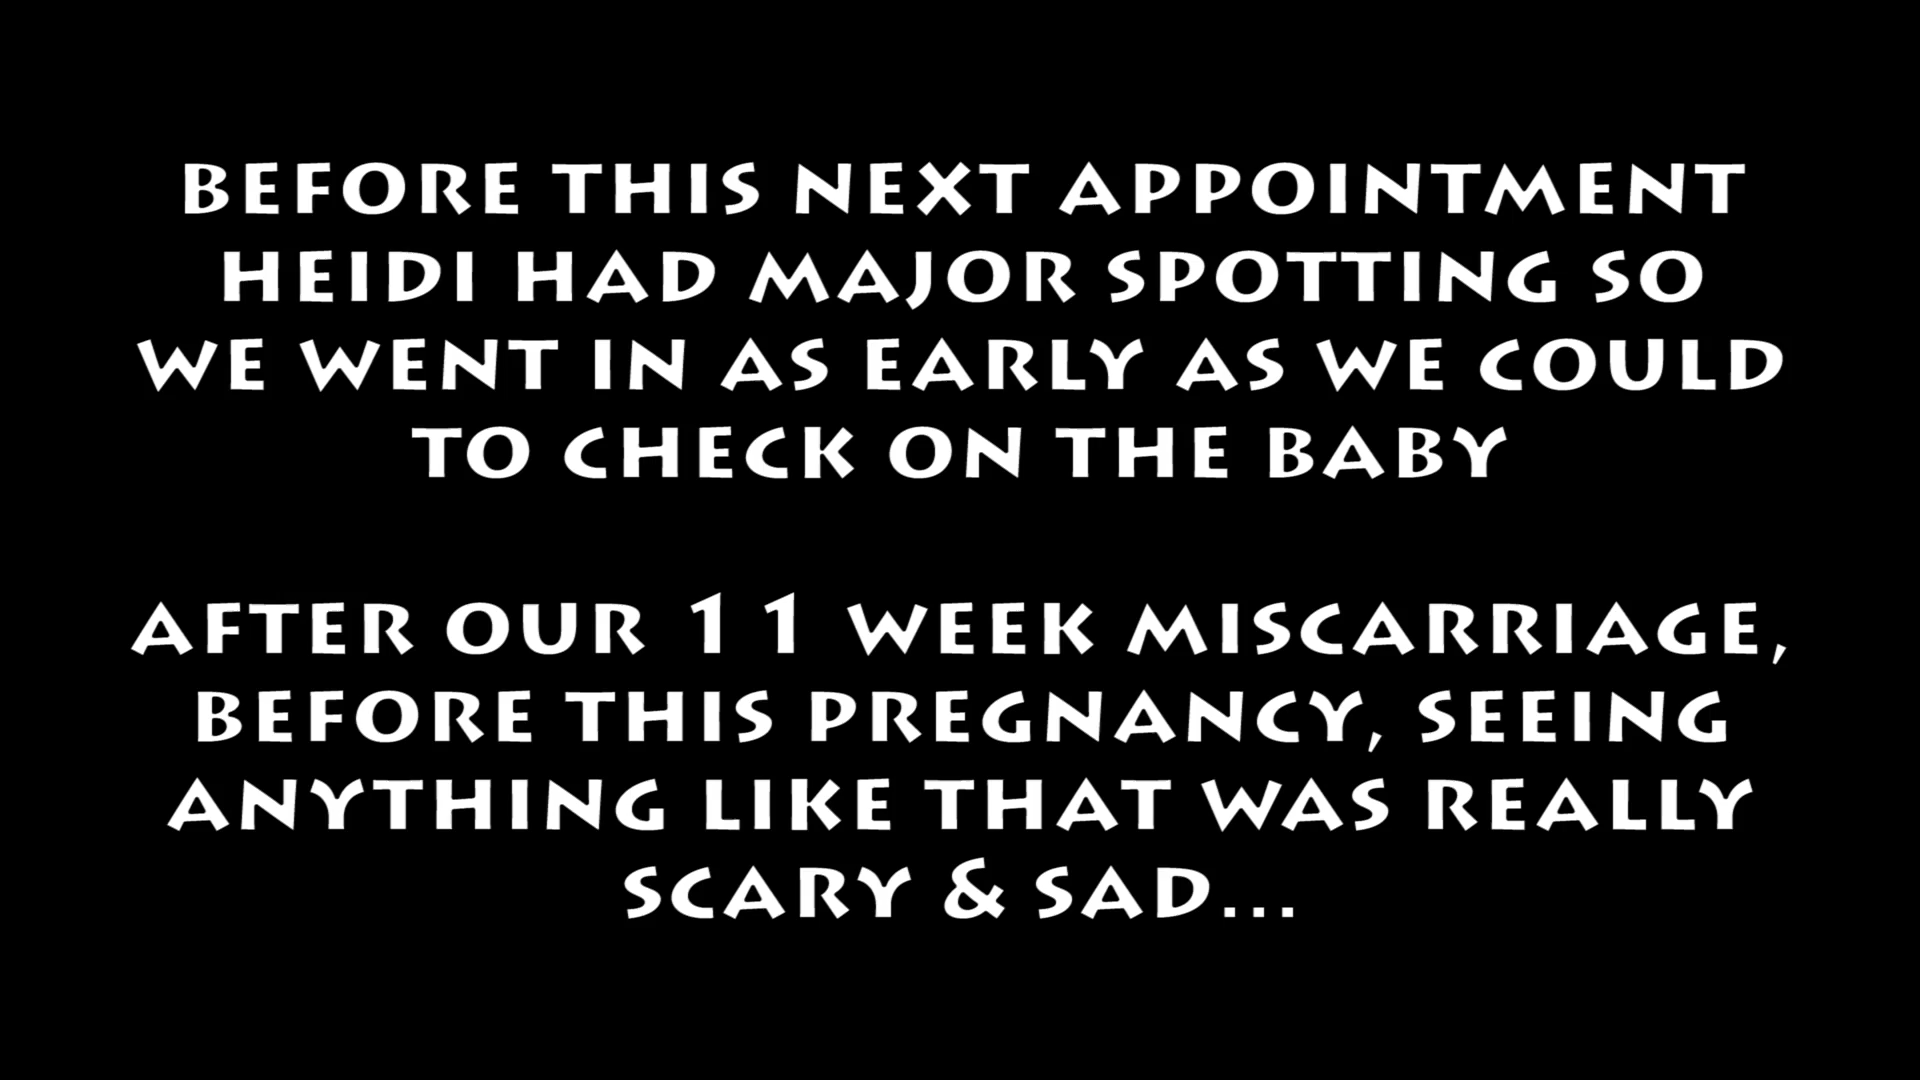 BEFORE THIS NEXT APPOINTMENT
HEIDI HAD MAJOR SPOTTING SO
WE WENT IN AS EARLY AS WE COULD
TO CHECK ON THE BABY
AFTER OUR 11 WEEK MISCARRIAGE,
BEFORE THIS PREGNANCY, SEEING
ANYTHING LIKE THAT WAS REALLY
SCARY & SAD...